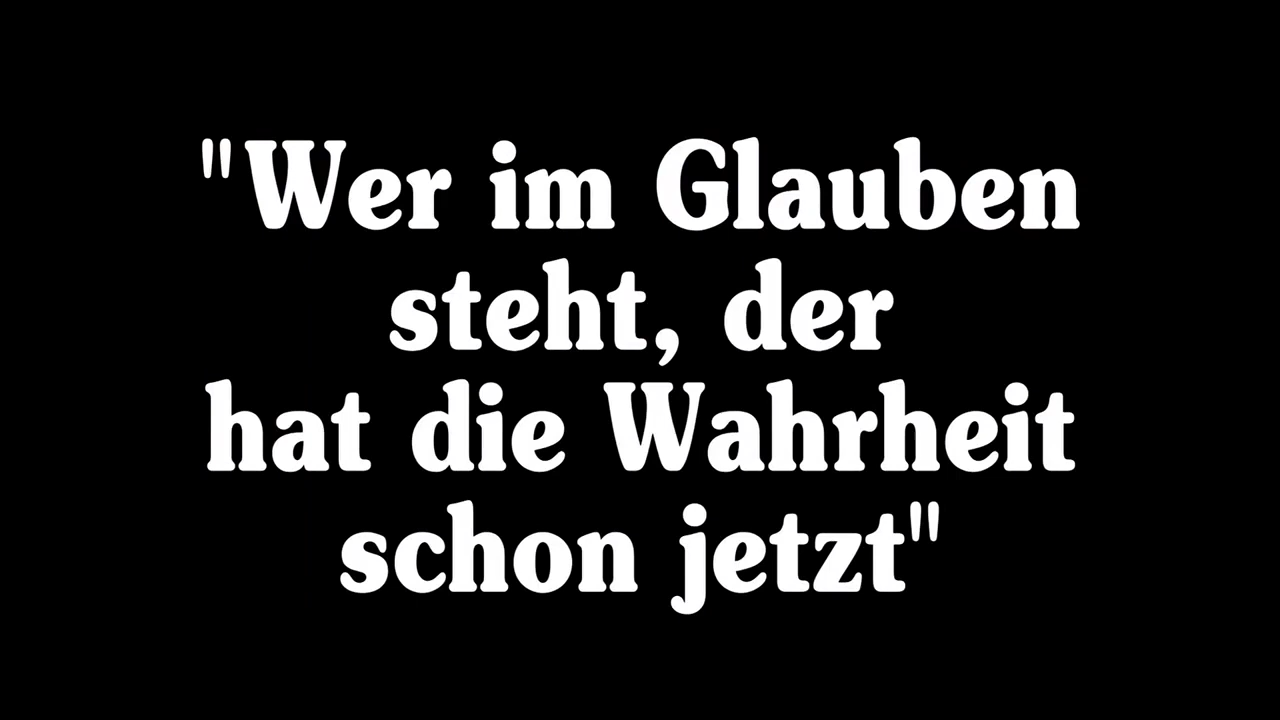 "Wer im Glauben
steht, der
hat die Wahrheit
schon jetzt"